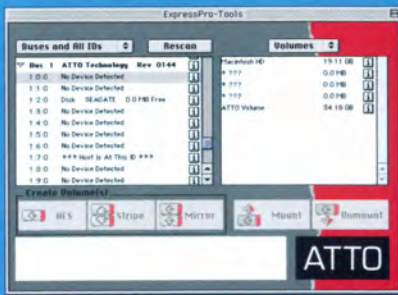 ExpressPro-Tools
Buses and All IDs
Rescan
Volumes
Bus 1 ATTO Technology Rev 0144
1:0:0 No Device Detected
1:1:0 No Device Detected
1:2:0 Disk SEAGATE 0.0 MB Free
1:3:0 No Device Detected
1:4:0 No Device Detected
1:5:0 No Device Detected
1:6:0 No Device Detected
1:7:0 *** Host Is At This ID ***
1:8:0 No Device Detected
1:9:0 No Device Detected
Macintosh HD 19.11 GB
* ??? 0.0 MB
* ??? 0.0 MB
* ??? 0.0 MB
ATTO Volume 34.18 GB
Create Volume(s)
HFS
Stripe
Mirror
Mount
Dismount
ATTO